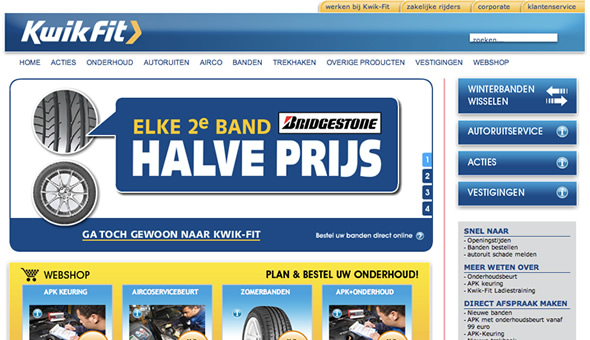 werken bij Kwik-Fit
zakelijke rijders
corporate
klantenservice
KwikFit
zoeken
HOME
ACTIES
ONDERHOUD
AUTORUITEN
AIRCO
BANDEN
TREKHAKEN
OVERIGE PRODUCTEN
VESTIGINGEN
WEBSHOP
ELKE 2e BAND BRIDGESTONE
HALVE PRIJS
1
2
3
4
GA TOCH GEWOON NAAR KWIK-FIT
Bestel uw banden direct online
WINTERBANDEN
WISSELEN
AUTORUITSERVICE
ACTIES
VESTIGINGEN
SNEL NAAR
- Openingstijden
- Banden bestellen
- autoruit schade melden
MEER WETEN OVER
- Onderhoudsbeurt
- APK keuring
- Kwik-Fit Ladiestraining
DIRECT AFSPRAAK MAKEN
- Nieuwe banden
- APK met onderhoudsbeurt vanaf
99 euro
- APK-Keuring
- Nieuwe trekhaak
WEBSHOP
PLAN & BESTEL UW ONDERHOUD!
APK KEURING
AIRCOSERVICEBEURT
ZOMERBANDEN
APK+ONDERHOUD